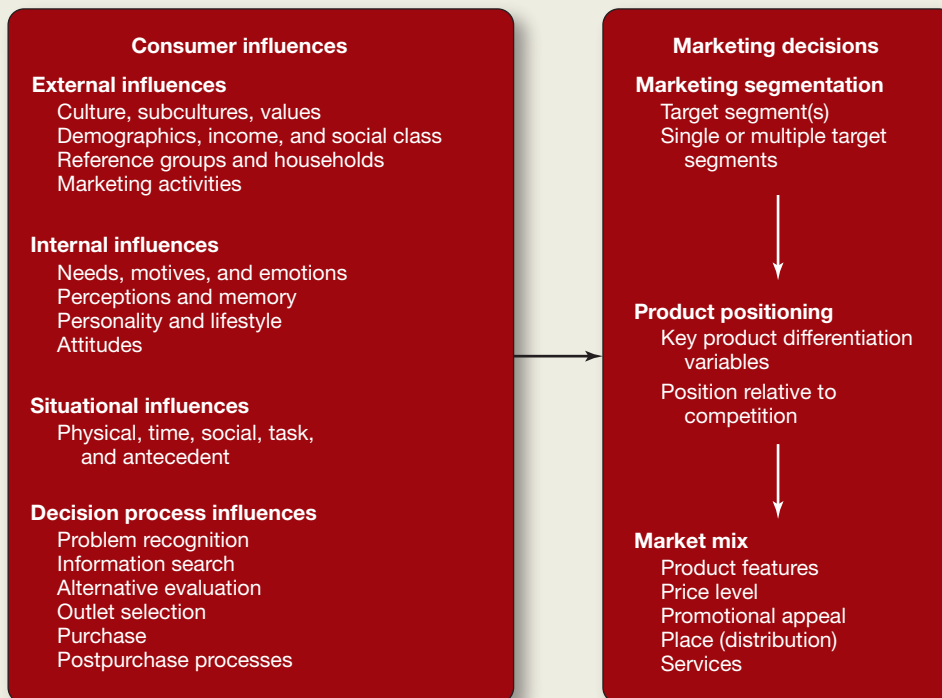 Consumer influences
External influences
Culture, subcultures, values
Demographics, income, and social class
Reference groups and households
Marketing activities
Internal influences
Needs, motives, and emotions
Perceptions and memory
Personality and lifestyle
Attitudes
Situational influences
Physical, time, social, task,
and antecedent
Decision process influences
Problem recognition
Information search
Alternative evaluation
Outlet selection
Purchase
Postpurchase processes
Marketing decisions
Marketing segmentation
Target segment(s)
Single or multiple target
segments
Product positioning
Key product differentiation
variables
Position relative to
competition
Market mix
Product features
Price level
Promotional appeal
Place (distribution)
Services